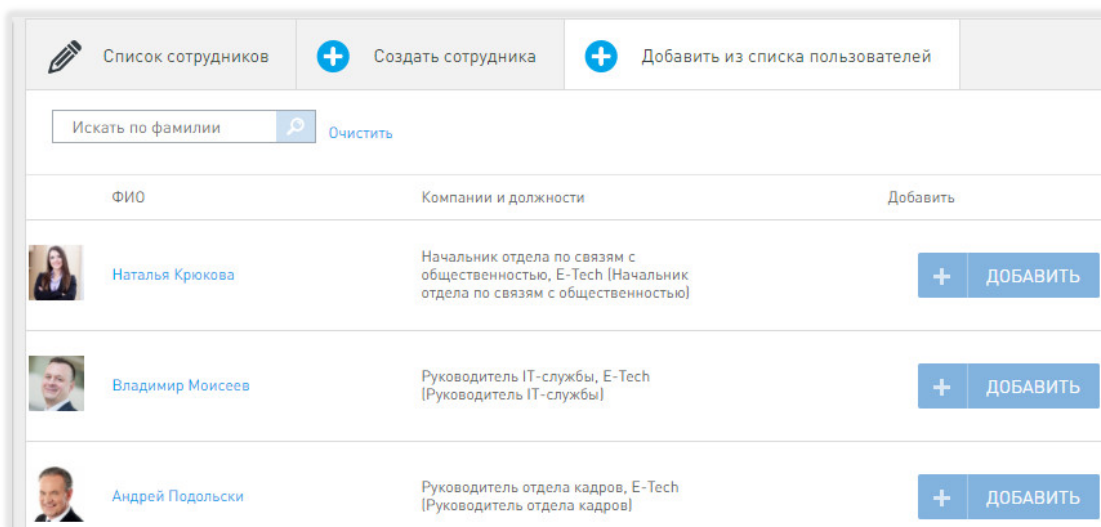 Список сотрудников
Создать сотрудника
Добавить из списка пользователей
Искать по фамилии
Очистить
ФИО
Компании и должности
Добавить
Наталья Крюкова
Начальник отдела по связям с
общественностью, E-Tech (Начальник
отдела по связям с общественностью)
ДОБАВИТЬ
Владимир Моисеев
Руководитель IT-службы, E-Tech
(Руководитель IT-службы)
ДОБАВИТЬ
Андрей Подольски
Руководитель отдела кадров, E-Tech
(Руководитель отдела кадров)
ДОБАВИТЬ